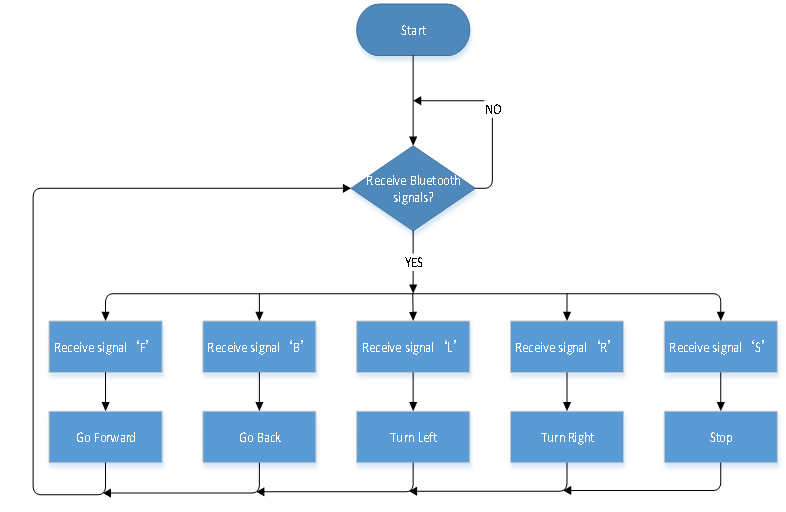 Start
NO
Receive Bluetooth
signals?
YES
Receive signal ‘F’
Receive signal ‘B’
Receive signal ‘L’
Receive signal ‘R’
Receive signal ‘S’
Go Forward
Go Back
Turn Left
Turn Right
Stop